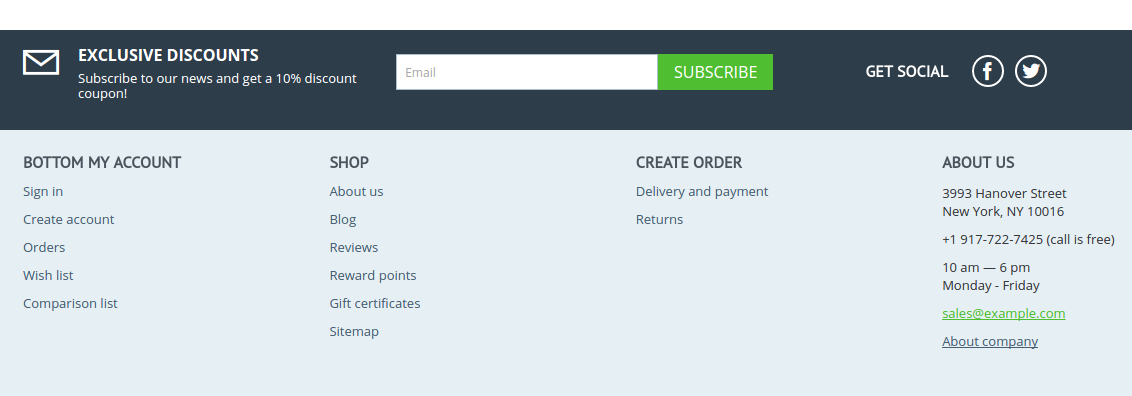 EXCLUSIVE DISCOUNTS
Subscribe to our news and get a 10% discount
coupon!
Email
SUBSCRIBE
GET SOCIAL
BOTTOM MY ACCOUNT
Sign in
Create account
Orders
Wish list
Comparison list
SHOP
About us
Blog
Reviews
Reward points
Gift certificates
Sitemap
CREATE ORDER
Delivery and payment
Returns
ABOUT US
3993 Hanover Street
New York, NY 10016
+1 917-722-7425 (call is free)
10 am — 6 pm
Monday - Friday
sales@example.com
About company